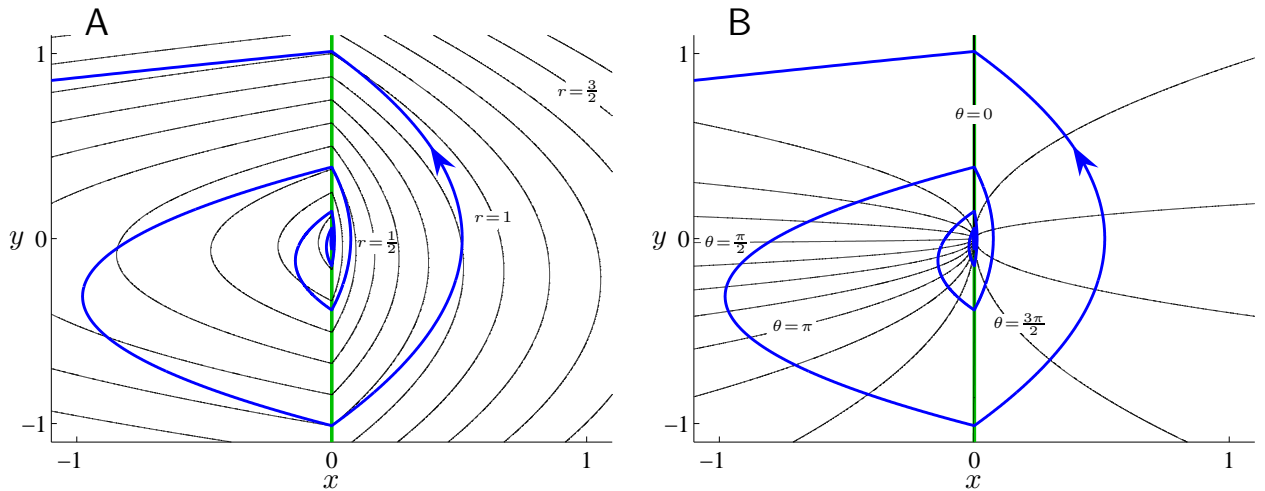 A
1
y 0
−1
−1 0 1
x
r = 3/2
r = 1
r = 1/2
B
1
y 0
−1
−1 0 1
x
θ = 0
θ = π/2
θ = π
θ = 3π/2